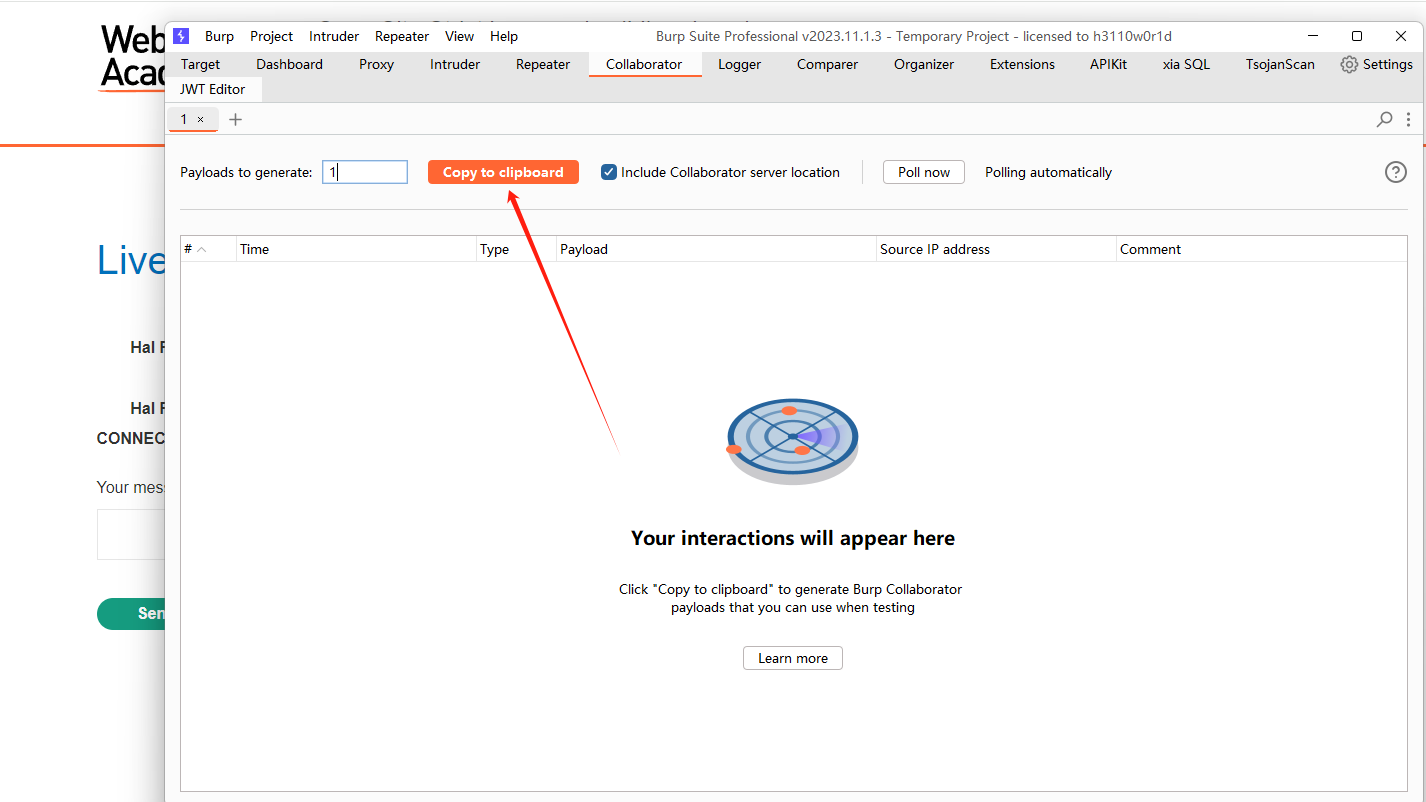 Web
Acad
Burp Project Intruder Repeater View Help Burp Suite Professional v2023.11.1.3 - Temporary Project - licensed to h3110w0r1d
Target Dashboard Proxy Intruder Repeater Collaborator Logger Comparer Organizer Extensions APIKit xia SQL TsojanScan Settings
JWT Editor
1 × +
Payloads to generate: 1 Copy to clipboard Include Collaborator server location Poll now Polling automatically ?
# Time Type Payload Source IP address Comment
Live
Hal
Hal
CONNEC
Your mes
Sen
Your interactions will appear here
Click "Copy to clipboard" to generate Burp Collaborator
payloads that you can use when testing
Learn more